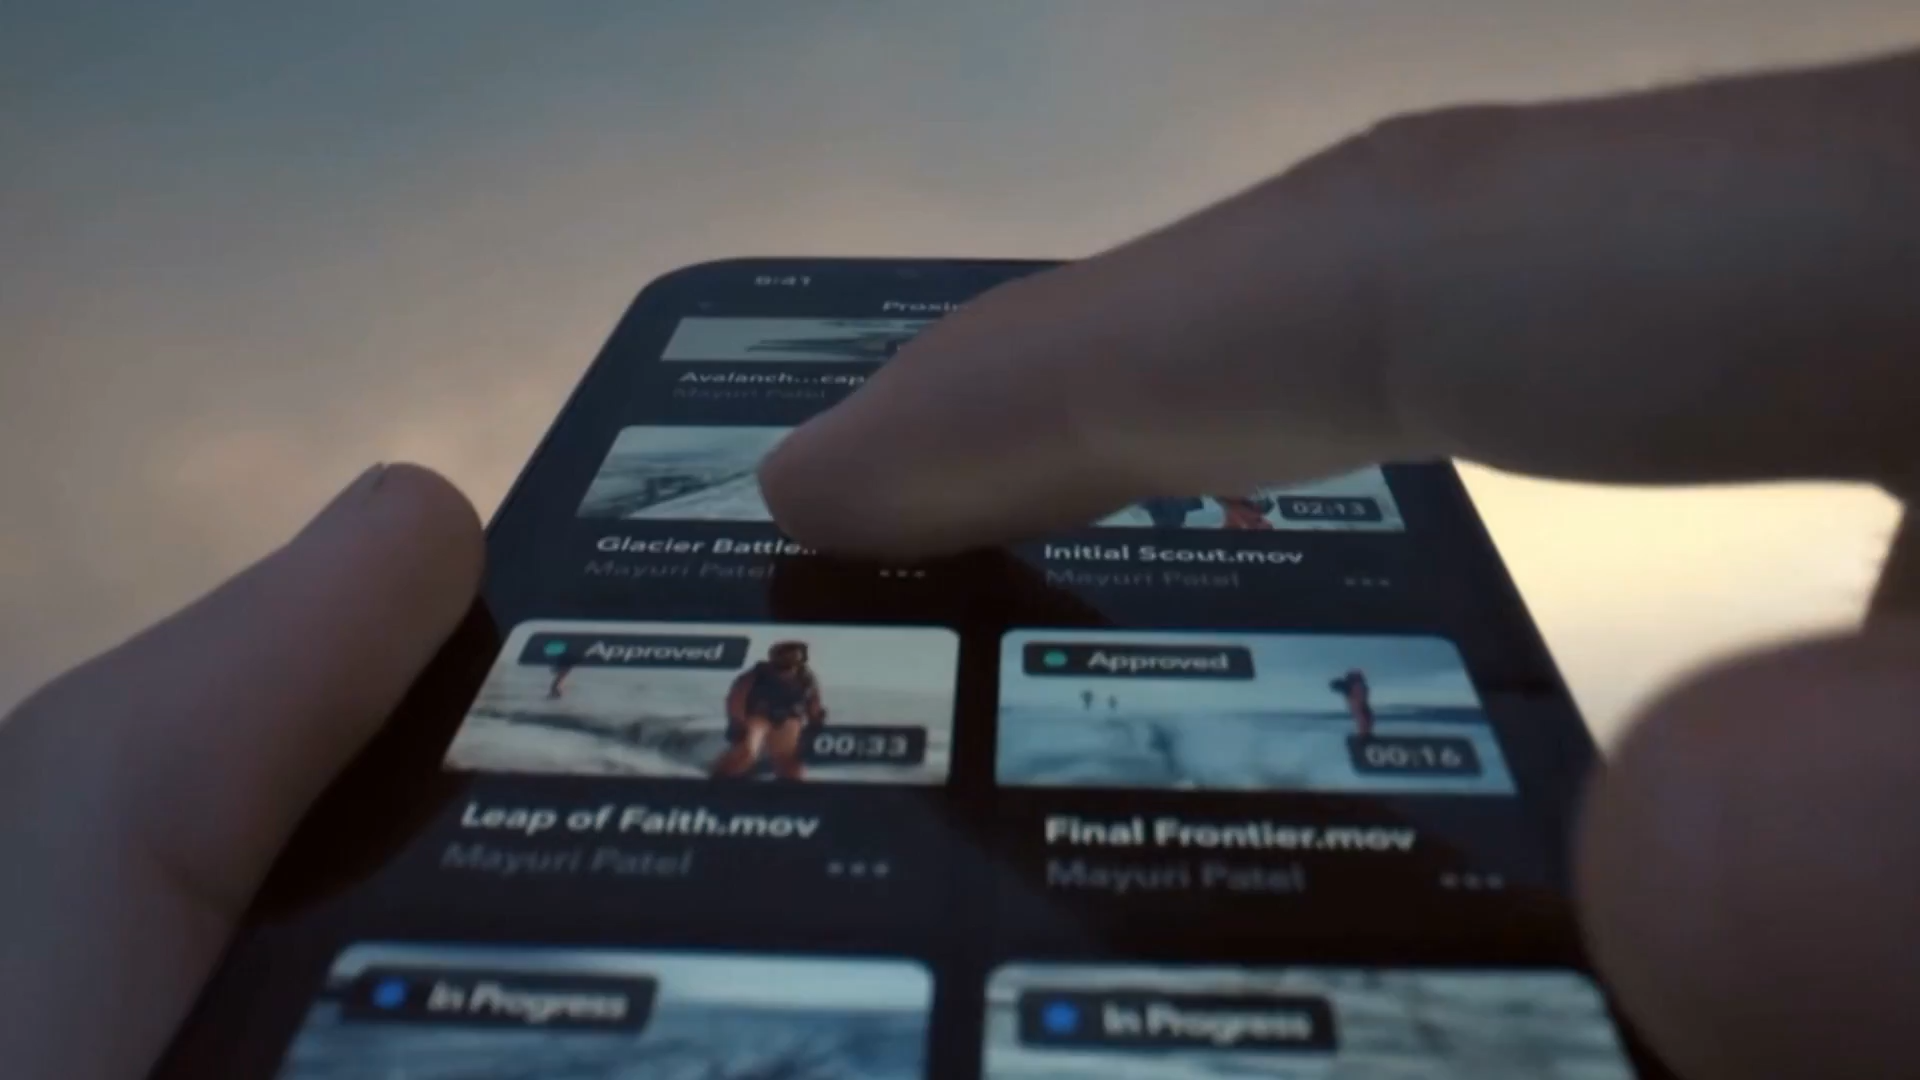 9:41
Avalanch...cap
Mayuri Patel
Glacier Battle..
Mayuri Patel
02:13
Initial Scout.mov
Mayuri Patel
Approved
00:33
Leap of Faith.mov
Mayuri Patel
Approved
00:16
Final Frontier.mov
Mayuri Patel
In Progress
In Progress